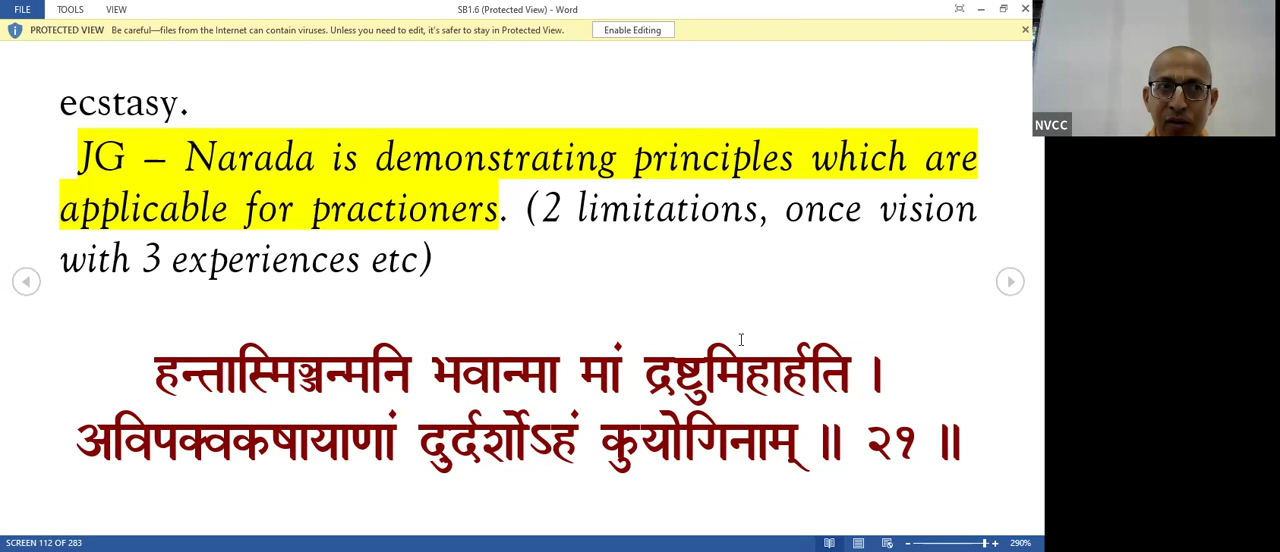 FILE TOOLS VIEW SB1.6 (Protected View) - Word
PROTECTED VIEW Be careful—files from the Internet can contain viruses. Unless you need to edit, it's safer to stay in Protected View. Enable Editing
ecstasy.
JG – Narada is demonstrating principles which are
applicable for practioners. (2 limitations, once vision
with 3 experiences etc)
हन्तास्मिञ्जन्मनि भवान्मा मां द्रष्टुमिहार्हति ।
अविपक्वकषायाणां दुर्दर्शोऽहं कुयोगिनाम् ॥ २१ ॥
NVCC
SCREEN 112 OF 283 290%